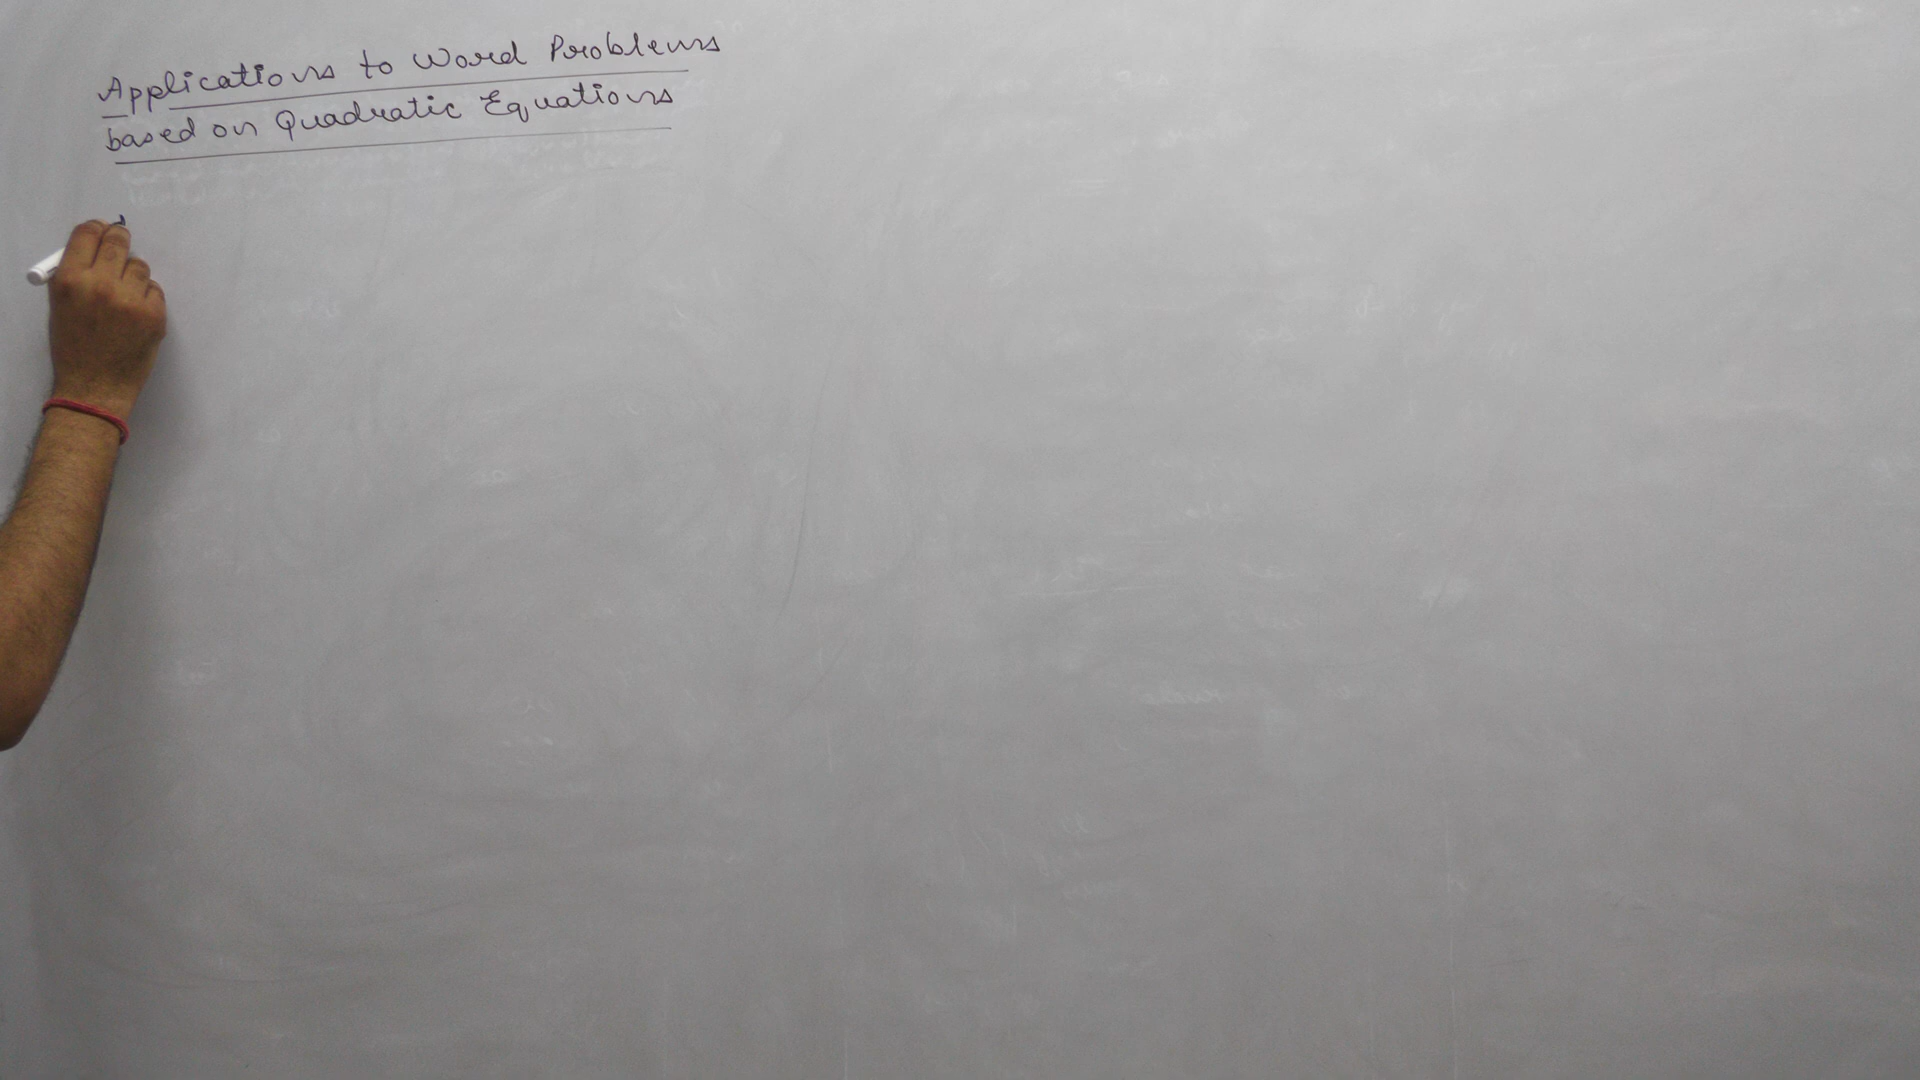 Applications to Word Problems
based on Quadratic Equations